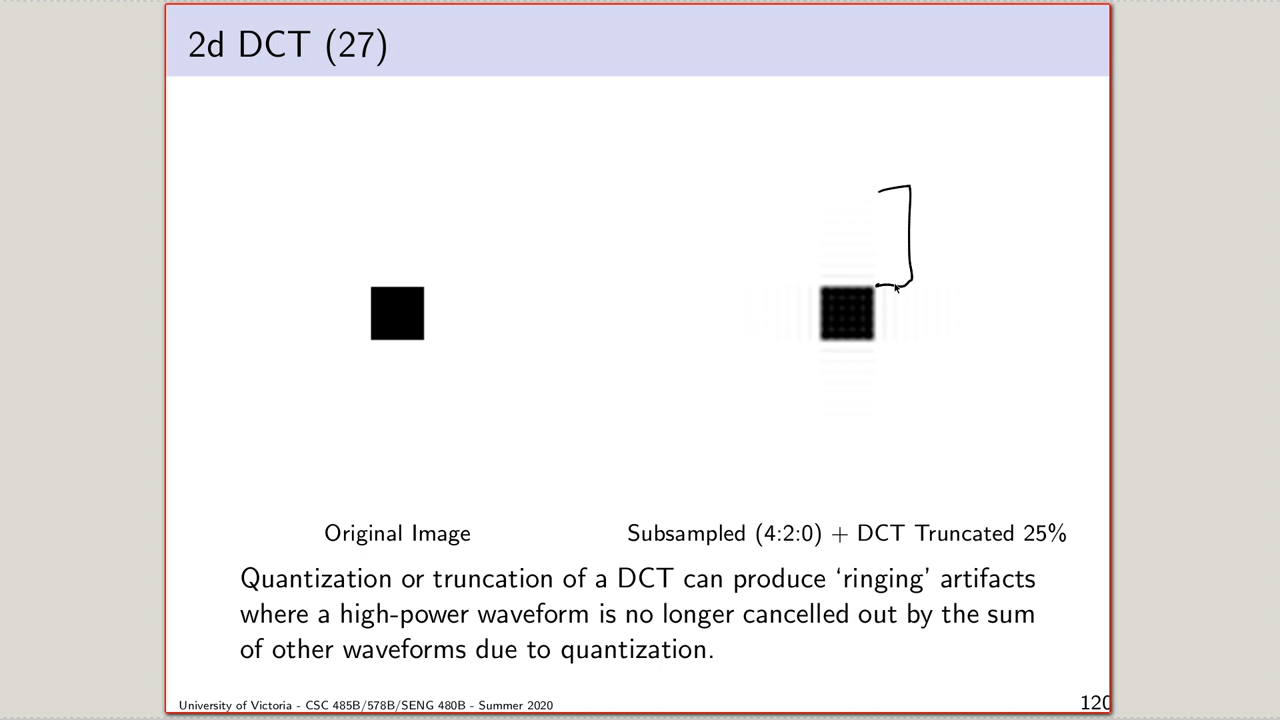 2d DCT (27)
Original Image
Subsampled (4:2:0) + DCT Truncated 25%
Quantization or truncation of a DCT can produce ‘ringing’ artifacts
where a high-power waveform is no longer cancelled out by the sum
of other waveforms due to quantization.
University of Victoria - CSC 485B/578B/SENG 480B - Summer 2020
120